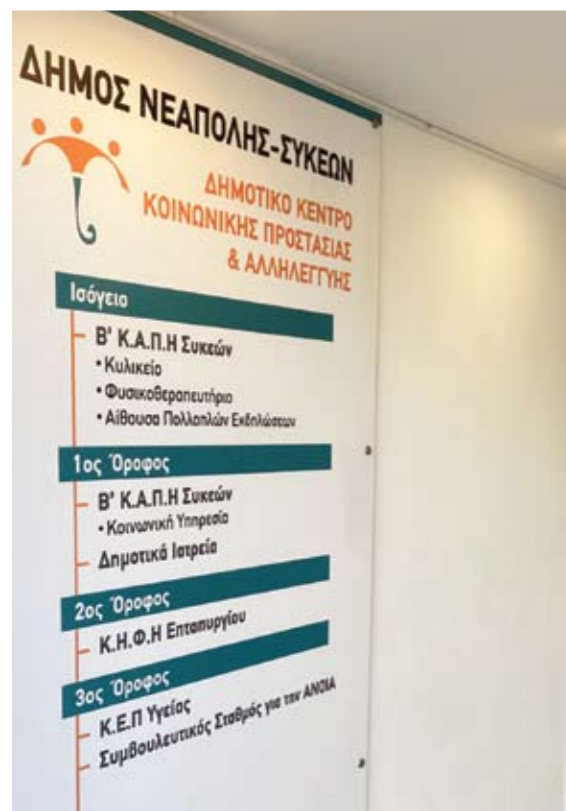 ΔΗΜΟΣ ΝΕΑΠΟΛΗΣ-ΣΥΚΕΩΝ
ΔΗΜΟΤΙΚΟ ΚΕΝΤΡΟ
ΚΟΙΝΩΝΙΚΗΣ ΠΡΟΣΤΑΣΙΑΣ
& ΑΛΛΗΛΕΓΓΥΗΣ
Ισόγειο
Β' Κ.Α.Π.Η Συκεών
• Κυλικείο
• Φυσικοθεραπευτήριο
• Αίθουσα Πολλαπλών Εκδηλώσεων
1ος Όροφος
Β' Κ.Α.Π.Η Συκεών
• Κοινωνική Υπηρεσία
Δημοτικά Ιατρεία
2ος Όροφος
Κ.Η.Φ.Η Επταπυργίου
3ος Όροφος
Κ.Ε.Π Υγείας
Συμβουλευτικός Σταθμός για την ΑΝΟΙΑ